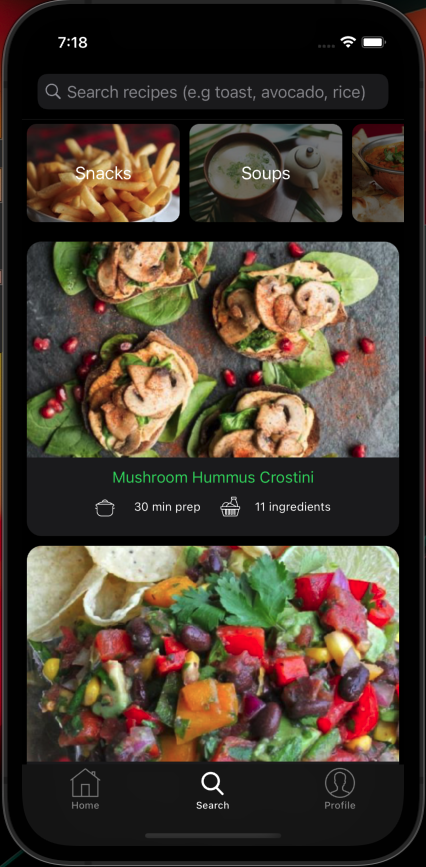 7:18
Search recipes (e.g toast, avocado, rice)
Snacks
Soups
Mushroom Hummus Crostini
30 min prep
11 ingredients
Home
Search
Profile